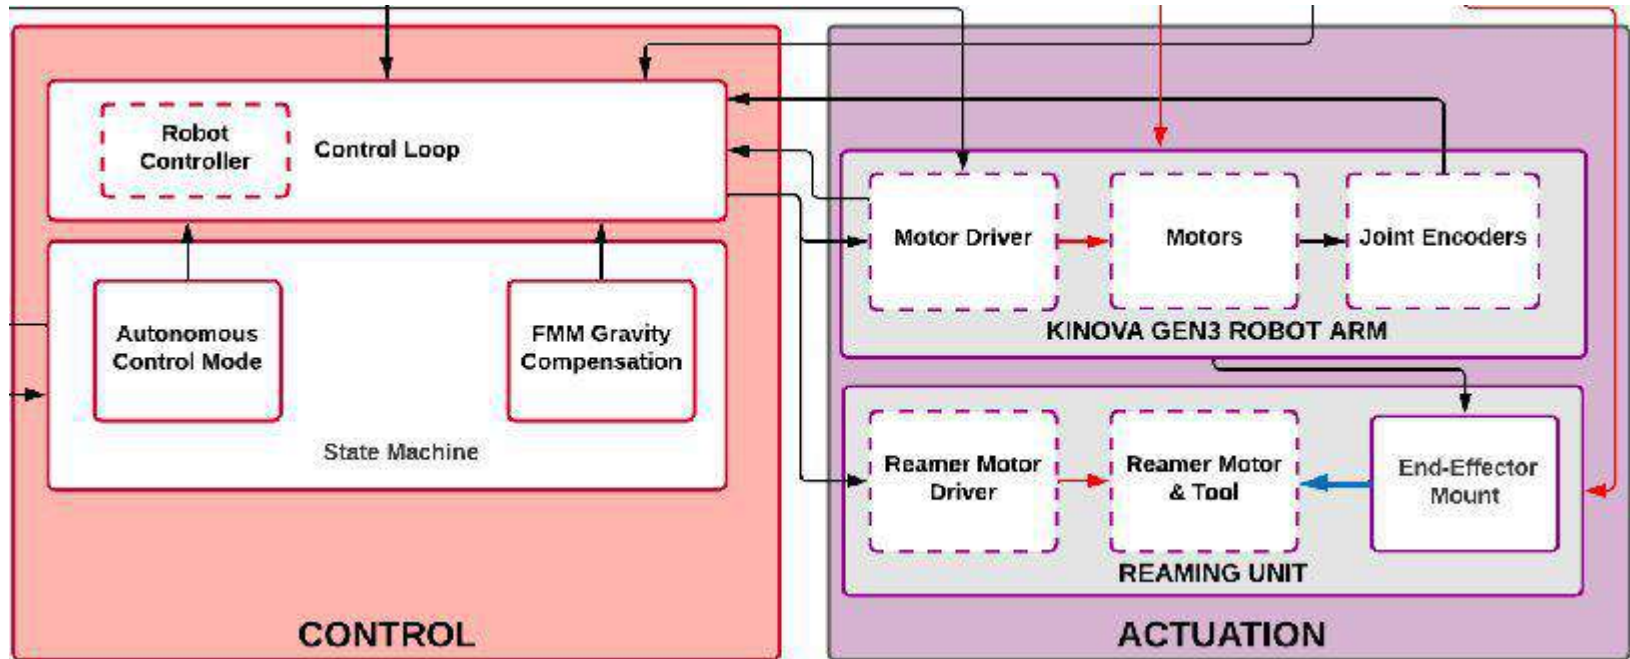 Robot
Controller
Control Loop
Autonomous
Control Mode
FMM Gravity
Compensation
State Machine
CONTROL
Motor Driver
Motors
Joint Encoders
KINOVA GEN3 ROBOT ARM
Reamer Motor
Driver
Reamer Motor
& Tool
End-Effector
Mount
REAMING UNIT
ACTUATION